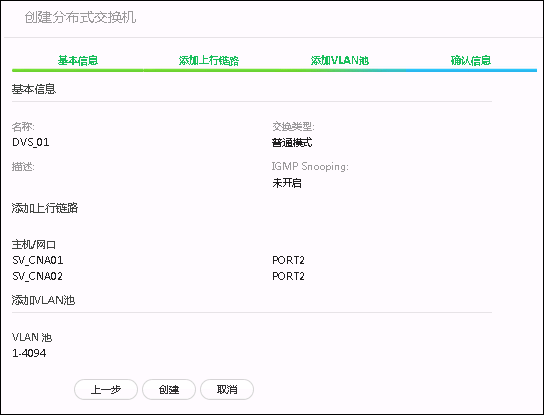 创建分布式交换机
基本信息 添加上行链路 添加VLAN池 确认信息
基本信息
名称: 交换类型:
DVS_01 普通模式
描述: IGMP Snooping:
未开启
添加上行链路
主机/网口
SV_CNA01 PORT2
SV_CNA02 PORT2
添加VLAN池
VLAN 池
1-4094
上一步 创建 取消